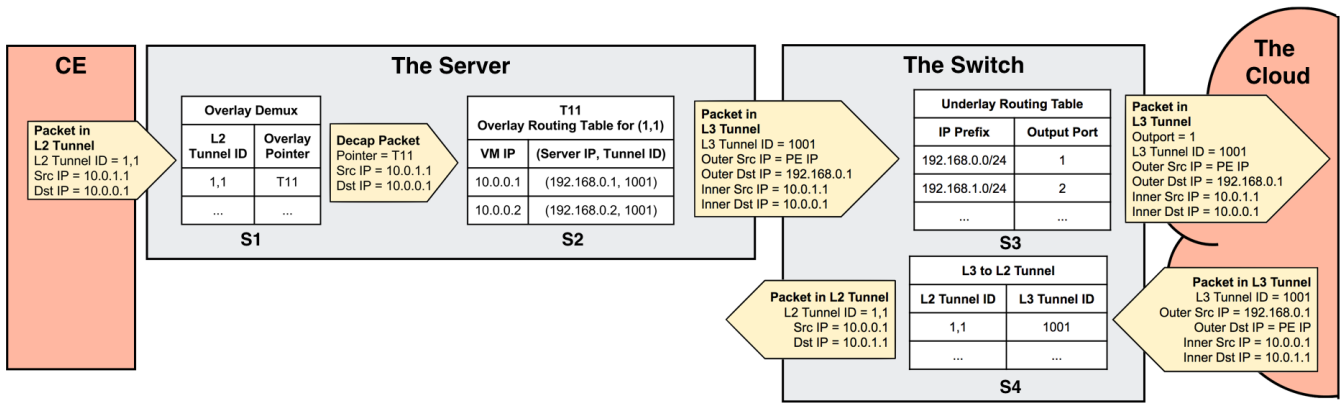 CE
The Server
The Switch
The
Cloud
Packet in
L2 Tunnel
L2 Tunnel ID = 1,1
Src IP = 10.0.1.1
Dst IP = 10.0.0.1
Overlay Demux
L2
Tunnel ID
Overlay
Pointer
1,1
T11
...
...
S1
Decap Packet
Pointer = T11
Src IP = 10.0.1.1
Dst IP = 10.0.0.1
T11
Overlay Routing Table for (1,1)
VM IP
(Server IP, Tunnel ID)
10.0.0.1
(192.168.0.1, 1001)
10.0.0.2
(192.168.0.2, 1001)
S2
Packet in
L3 Tunnel
L3 Tunnel ID = 1001
Outer Src IP = PE IP
Outer Dst IP = 192.168.0.1
Inner Src IP = 10.0.1.1
Inner Dst IP = 10.0.0.1
Underlay Routing Table
IP Prefix
Output Port
192.168.0.0/24
1
192.168.1.0/24
2
...
...
S3
Packet in
L3 Tunnel
Outport = 1
L3 Tunnel ID = 1001
Outer Src IP = PE IP
Outer Dst IP = 192.168.0.1
Inner Src IP = 10.0.1.1
Inner Dst IP = 10.0.0.1
Packet in L2 Tunnel
L2 Tunnel ID = 1,1
Src IP = 10.0.0.1
Dst IP = 10.0.1.1
L3 to L2 Tunnel
L2 Tunnel ID
L3 Tunnel ID
1,1
1001
...
...
S4
Packet in L3 Tunnel
L3 Tunnel ID = 1001
Outer Src IP = 192.168.0.1
Outer Dst IP = PE IP
Inner Src IP = 10.0.0.1
Inner Dst IP = 10.0.1.1